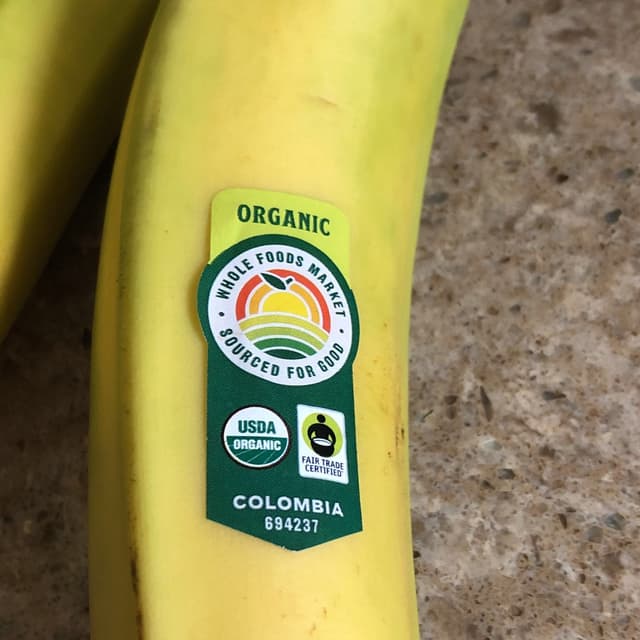 ORGANIC
WHOLE FOODS MARKET
SOURCED FOR GOOD
USDA
ORGANIC
FAIR TRADE
CERTIFIED
COLOMBIA
694237